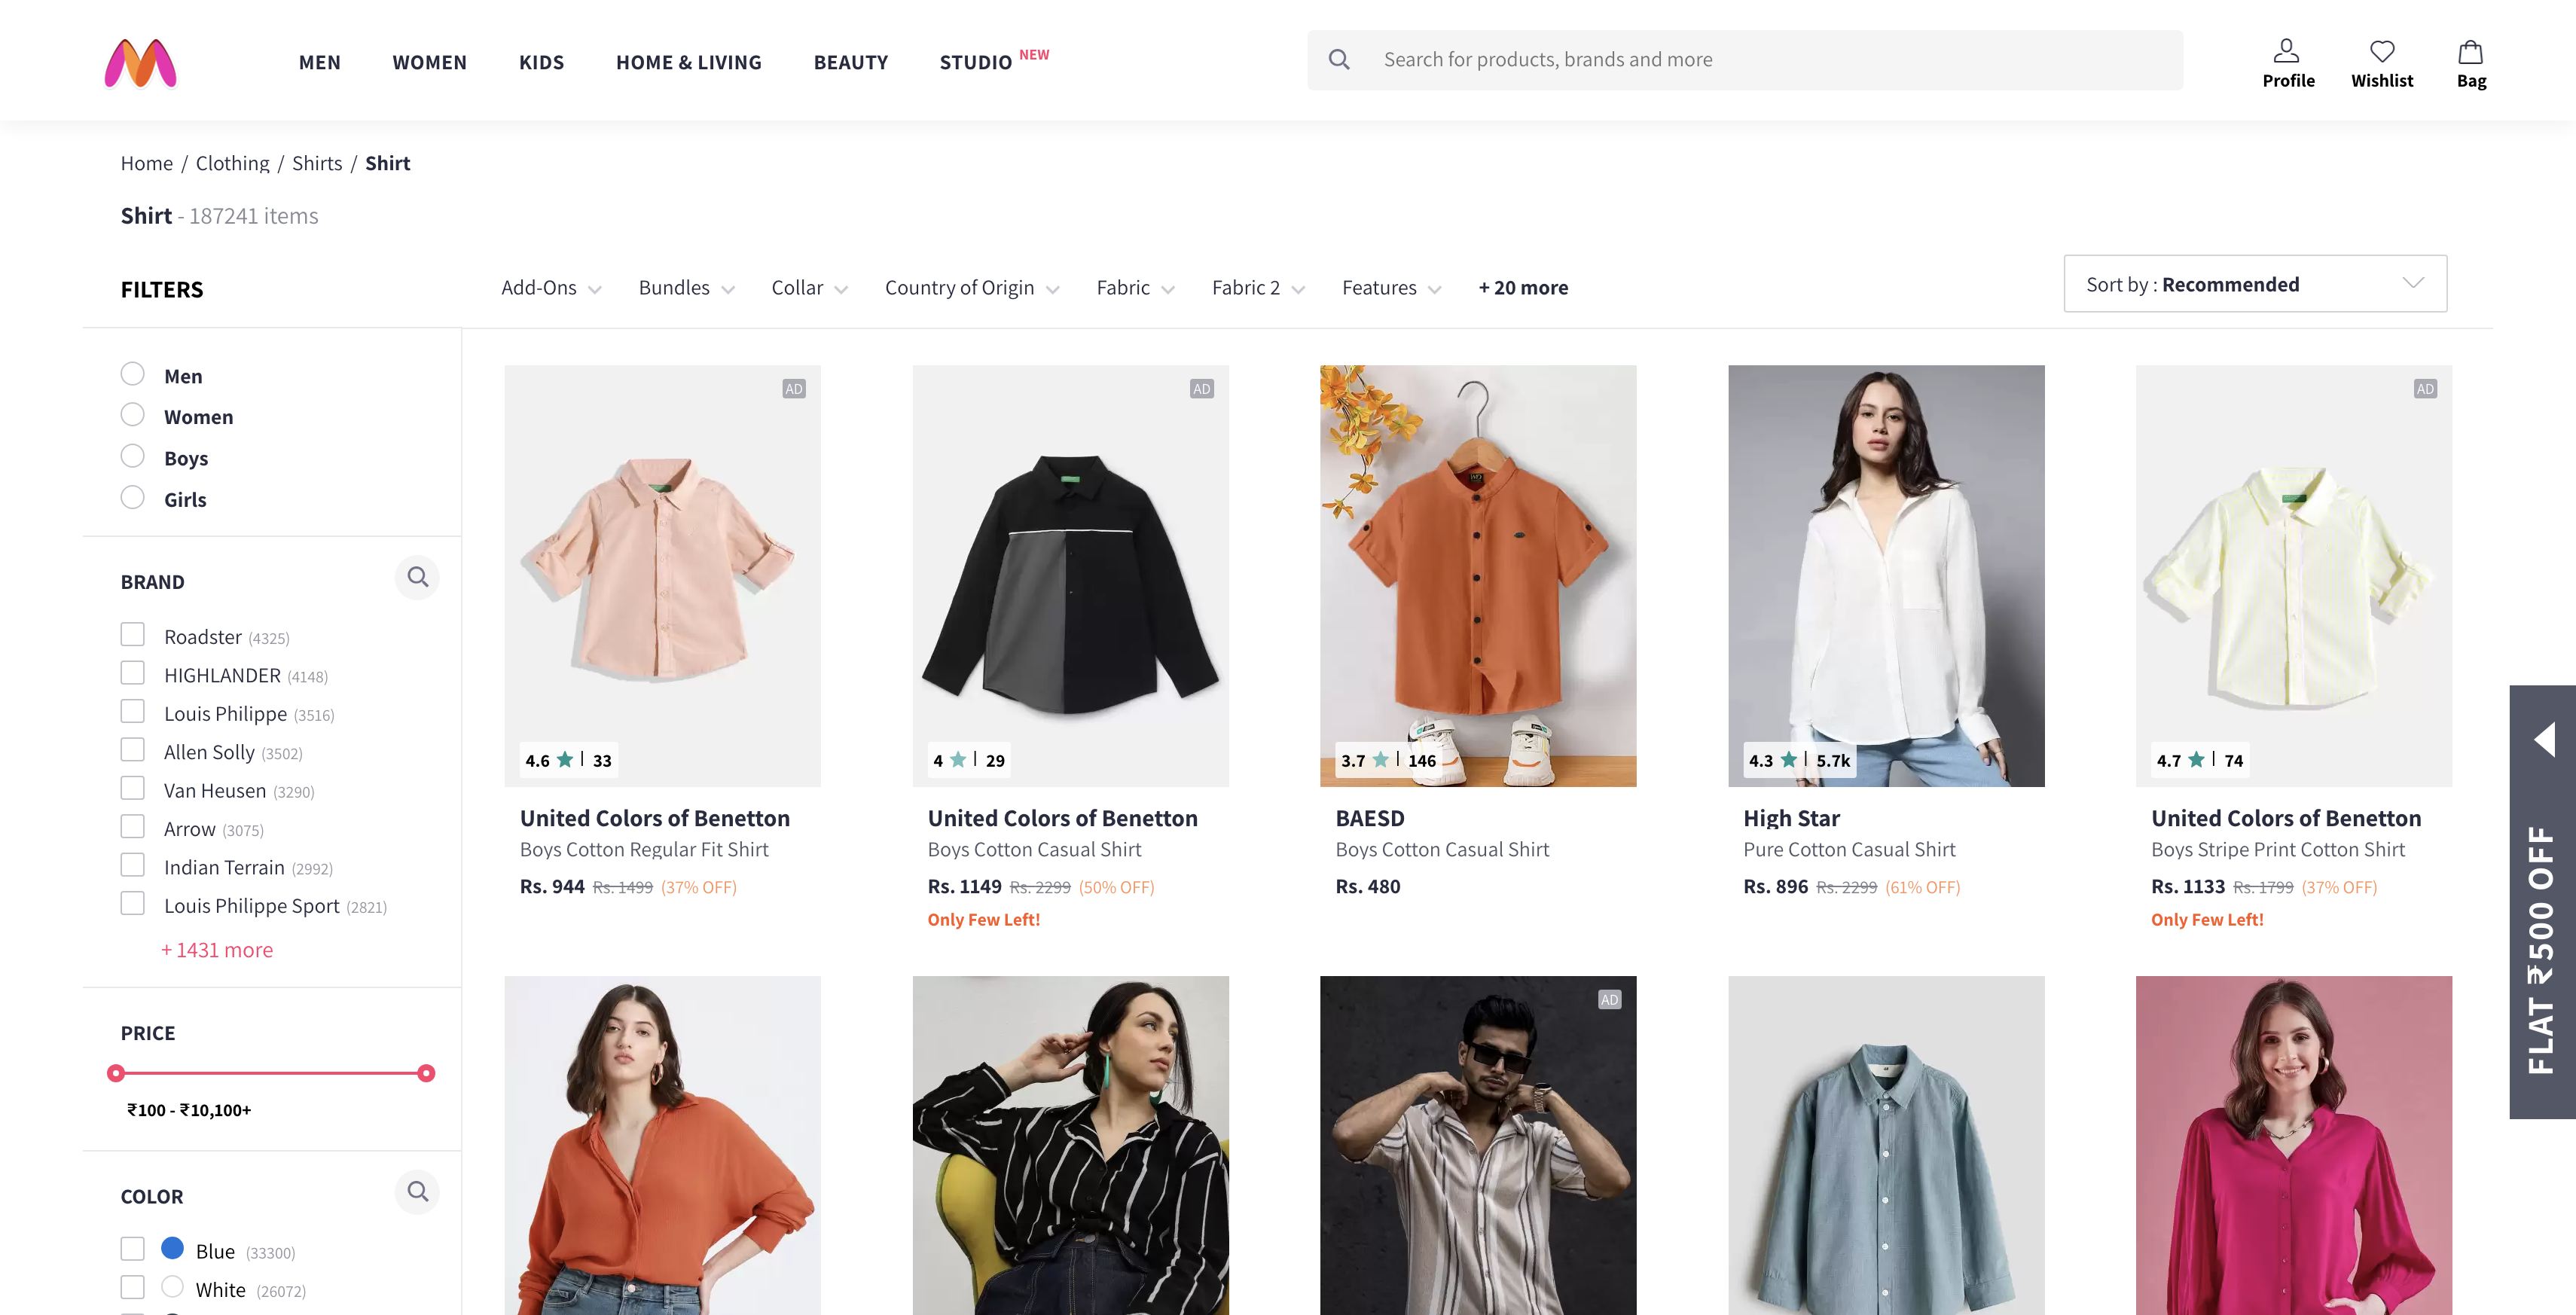 MEN WOMEN KIDS HOME & LIVING BEAUTY STUDIO NEW
Search for products, brands and more
Profile Wishlist Bag
Home / Clothing / Shirts / Shirt
Shirt - 187241 items
FILTERS
Add-Ons Bundles Collar Country of Origin Fabric Fabric 2 Features + 20 more
Sort by : Recommended
Men
Women
Boys
Girls
BRAND
Roadster (4325)
HIGHLANDER (4148)
Louis Philippe (3516)
Allen Solly (3502)
Van Heusen (3290)
Arrow (3075)
Indian Terrain (2992)
Louis Philippe Sport (2821)
+ 1431 more
PRICE
₹100 - ₹10,100+
COLOR
Blue (33300)
White (26072)
AD
4.6 ★ | 33
United Colors of Benetton
Boys Cotton Regular Fit Shirt
Rs. 944 Rs. 1499 (37% OFF)
AD
4 ★ | 29
United Colors of Benetton
Boys Cotton Casual Shirt
Rs. 1149 Rs. 2299 (50% OFF)
Only Few Left!
3.7 ★ | 146
BAESD
Boys Cotton Casual Shirt
Rs. 480
4.3 ★ | 5.7k
High Star
Pure Cotton Casual Shirt
Rs. 896 Rs. 2299 (61% OFF)
AD
4.7 ★ | 74
United Colors of Benetton
Boys Stripe Print Cotton Shirt
Rs. 1133 Rs. 1799 (37% OFF)
Only Few Left!
AD
FLAT ₹500 OFF